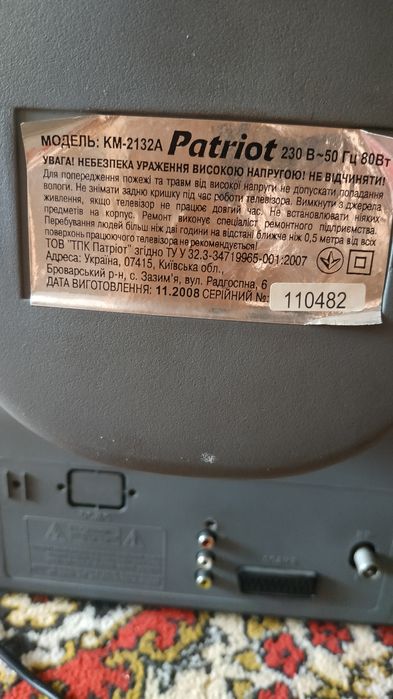 МОДЕЛЬ: КМ-2132А Patriot 230 В~50 Гц 80Вт
УВАГА! НЕБЕЗПЕКА УРАЖЕННЯ ВИСОКОЮ НАПРУГОЮ! НЕ ВІДЧИНЯТИ!
Для попередження пожежі та травм від високої напруги не допускати попадання
вологи. Не знімати задню кришку під час роботи телевізора. Вимкнути з джерела
живлення, якщо телевізор не працює довгий час. Не встановлювати ніяких
предметів на корпус. Ремонт виконує спеціаліст ремонтного підприємства.
Перебування людей більш ніж дві години на відстані ближче ніж 0,5 метра від всіх
поверхонь працюючого телевізора не рекомендується!
ТОВ "ТПК Патріот" згідно ТУ У 32.3-34719965-001:2007
Адреса: Україна, 07415, Київська обл.,
Броварський р-н, с. Зазим'я, вул. Радгоспна, 6
ДАТА ВИГОТОВЛЕННЯ: 11.2008 СЕРІЙНИЙ №: 110482